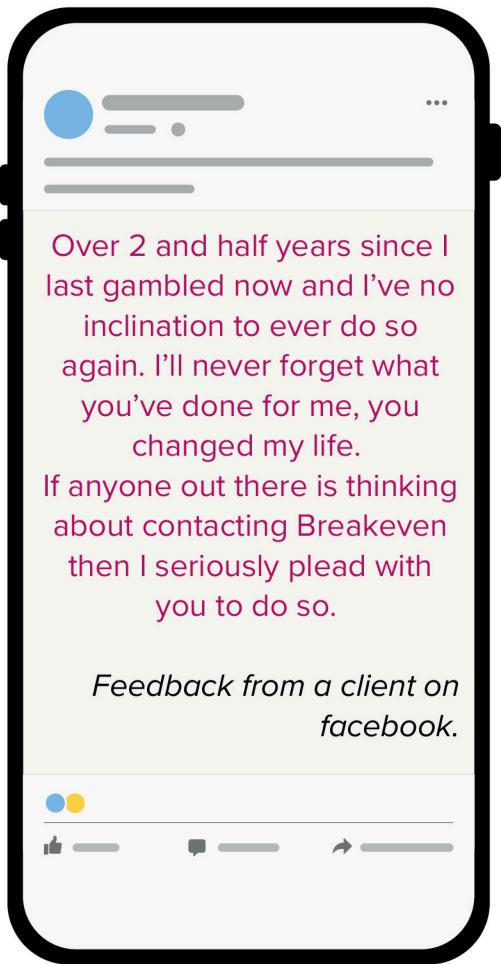 Over 2 and half years since I
last gambled now and I’ve no
inclination to ever do so
again. I’ll never forget what
you’ve done for me, you
changed my life.
If anyone out there is thinking
about contacting Breakeven
then I seriously plead with
you to do so.
Feedback from a client on
facebook.